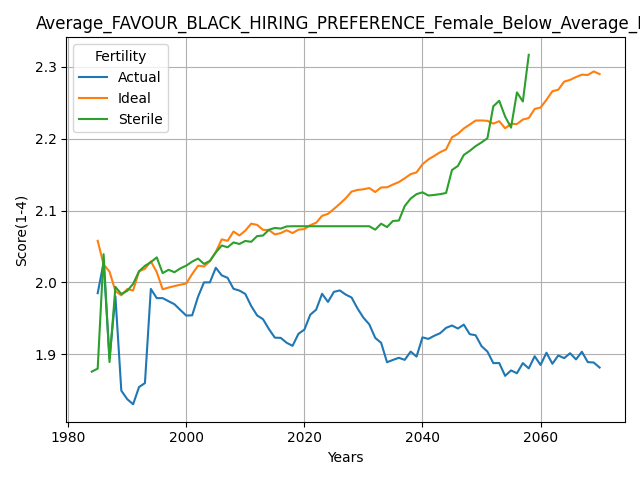 Average_FAVOUR_BLACK_HIRING_PREFERENCE_Female_Below_Average_
Fertility
Actual
Ideal
Sterile
Score(1-4)
2.3
2.2
2.1
2.0
1.9
1980
2000
2020
2040
2060
Years